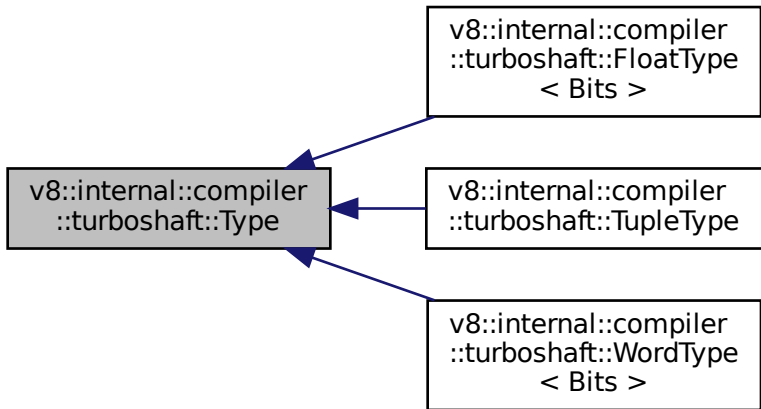 v8::internal::compiler
::turboshaft::FloatType
< Bits >
v8::internal::compiler
::turboshaft::Type
v8::internal::compiler
::turboshaft::TupleType
v8::internal::compiler
::turboshaft::WordType
< Bits >